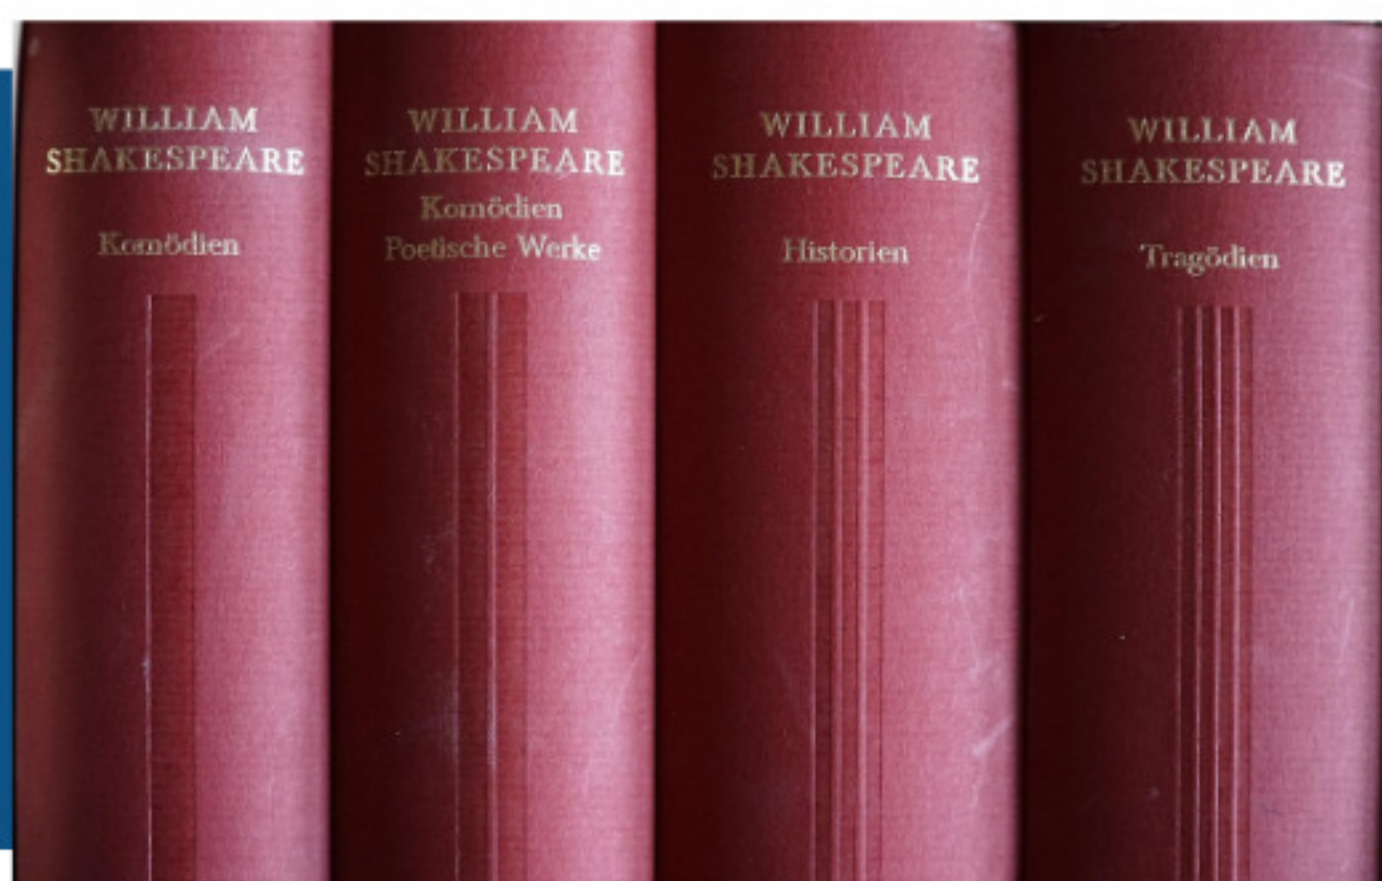 WILLIAM
SHAKESPEARE
Komödien
WILLIAM
SHAKESPEARE
Komödien
Poetische Werke
WILLIAM
SHAKESPEARE
Historien
WILLIAM
SHAKESPEARE
Tragödien